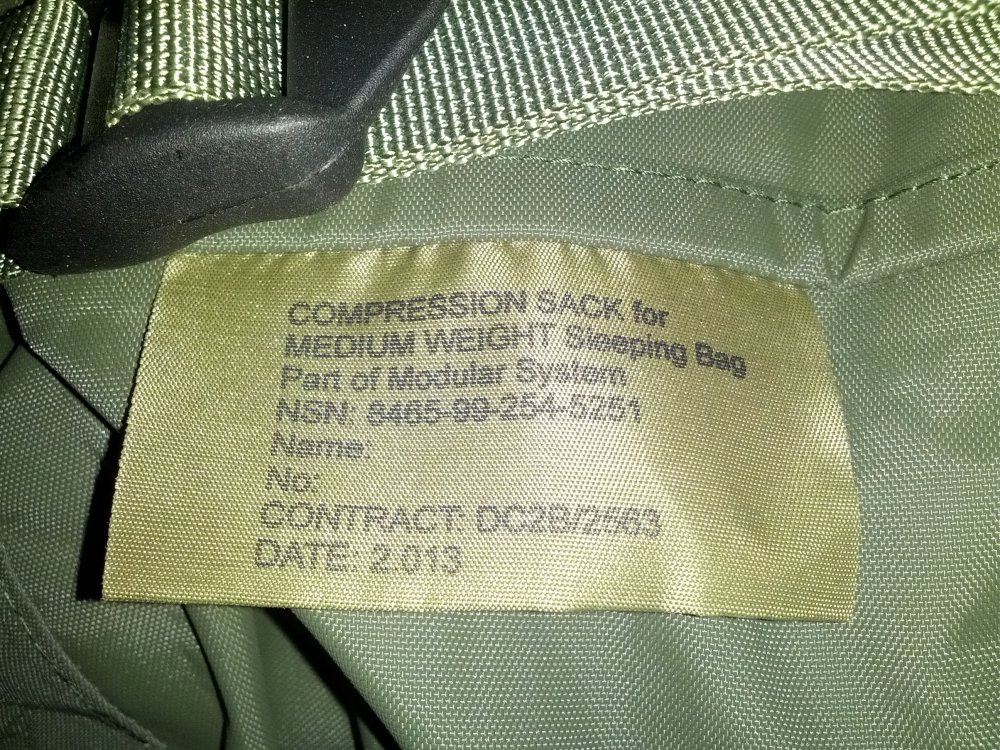 COMPRESSION SACK for
MEDIUM WEIGHT Sleeping Bag
Part of Modular System
NSN: 8465-99-254-5251
Name:
No:
CONTRACT: DC2B/2563
DATE: 2.013